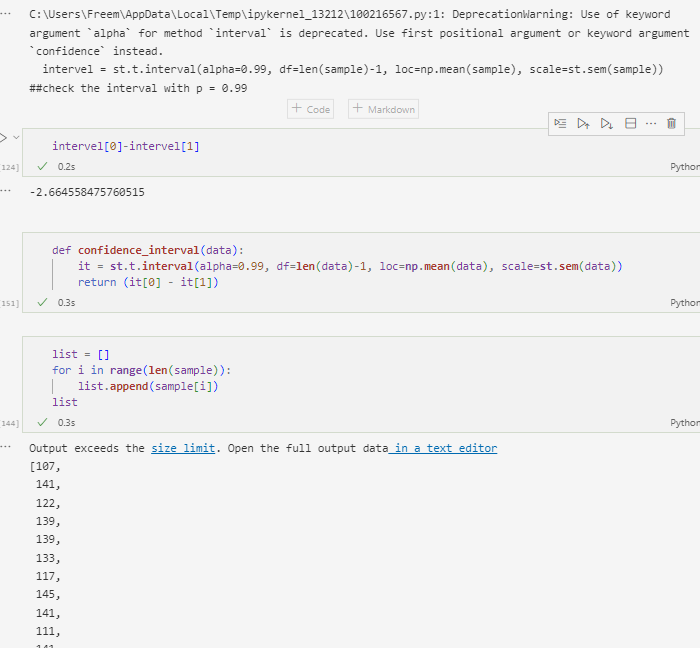 C:\Users\Freem\AppData\Local\Temp\ipykernel_13212\100216567.py:1: DeprecationWarning: Use of keyword
argument `alpha` for method `interval` is deprecated. Use first positional argument or keyword argument
`confidence` instead.
intervel = st.t.interval(alpha=0.99, df=len(sample)-1, loc=np.mean(sample), scale=st.sem(sample))
##check the interval with p = 0.99
+ Code + Markdown
intervel[0]-intervel[1]
124] ✓ 0.2s Python
-2.664558475760515
def confidence_interval(data):
it = st.t.interval(alpha=0.99, df=len(data)-1, loc=np.mean(data), scale=st.sem(data))
return (it[0] - it[1])
151] ✓ 0.3s Python
list = []
for i in range(len(sample)):
list.append(sample[i])
list
144] ✓ 0.3s Python
Output exceeds the size limit. Open the full output data in a text editor
[107,
141,
122,
139,
139,
133,
117,
145,
141,
111,